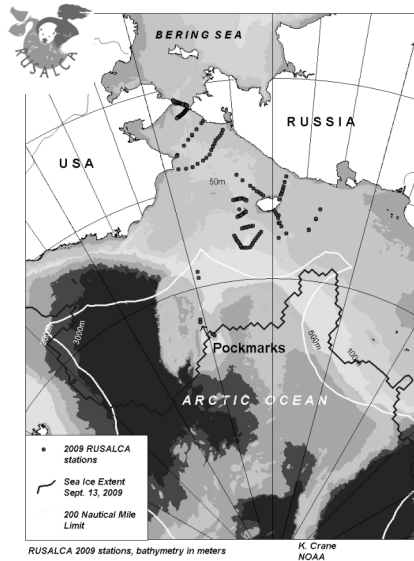 RUSALCA
BERING SEA
RUSSIA
USA
50m
3000m
500m
100m
Pockmarks
ARCTIC OCEAN
2009 RUSALCA
stations
Sea Ice Extent
Sept. 13, 2009
200 Nautical Mile
Limit
RUSALCA 2009 stations, bathymetry in meters
K. Crane
NOAA